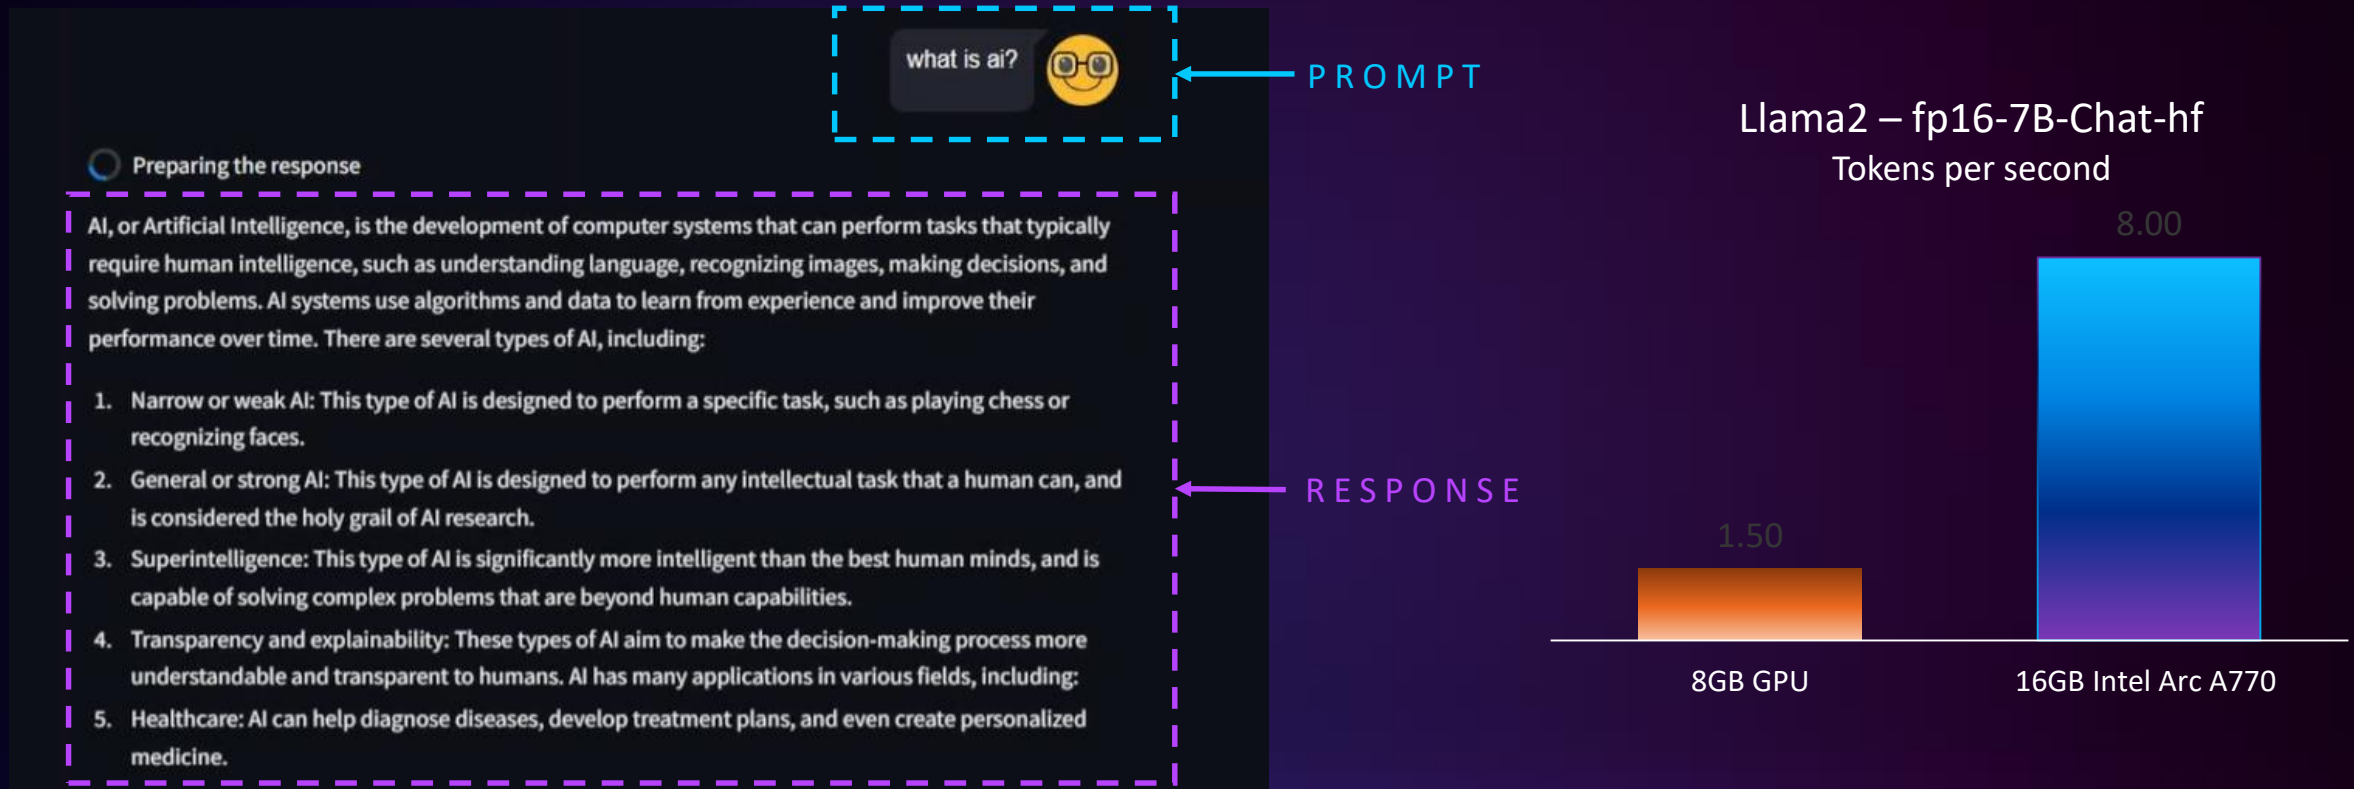 what is ai?
PROMPT
Preparing the response
AI, or Artificial Intelligence, is the development of computer systems that can perform tasks that typically
require human intelligence, such as understanding language, recognizing images, making decisions, and
solving problems. AI systems use algorithms and data to learn from experience and improve their
performance over time. There are several types of AI, including:
1. Narrow or weak AI: This type of AI is designed to perform a specific task, such as playing chess or
recognizing faces.
2. General or strong AI: This type of AI is designed to perform any intellectual task that a human can, and
is considered the holy grail of AI research.
3. Superintelligence: This type of AI is significantly more intelligent than the best human minds, and is
capable of solving complex problems that are beyond human capabilities.
4. Transparency and explainability: These types of AI aim to make the decision-making process more
understandable and transparent to humans. AI has many applications in various fields, including:
5. Healthcare: AI can help diagnose diseases, develop treatment plans, and even create personalized
medicine.
RESPONSE
Llama2 – fp16-7B-Chat-hf
Tokens per second
8.00
1.50
8GB GPU
16GB Intel Arc A770